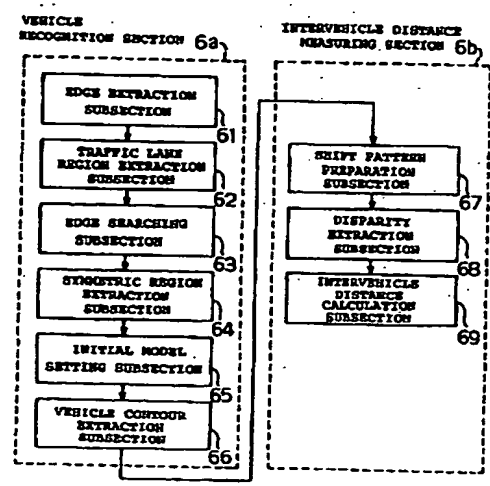 VEHICLE
RECOGNITION SECTION 6a
EDGE EXTRACTION
SUBSECTION
61
TRAFFIC LANE
REGION EXTRACTION
SUBSECTION
62
EDGE SEARCHING
SUBSECTION
63
SYMMETRIC REGION
EXTRACTION
SUBSECTION
64
INITIAL MODEL
SETTING SUBSECTION
65
VEHICLE CONTOUR
EXTRACTION
SUBSECTION
66
INTERVEHICLE DISTANCE
MEASURING SECTION 6b
SHIFT PATTERN
PREPARATION
SUBSECTION
67
DISPARITY
EXTRACTION
SUBSECTION
68
INTERVEHICLE
DISTANCE
CALCULATION
SUBSECTION
69